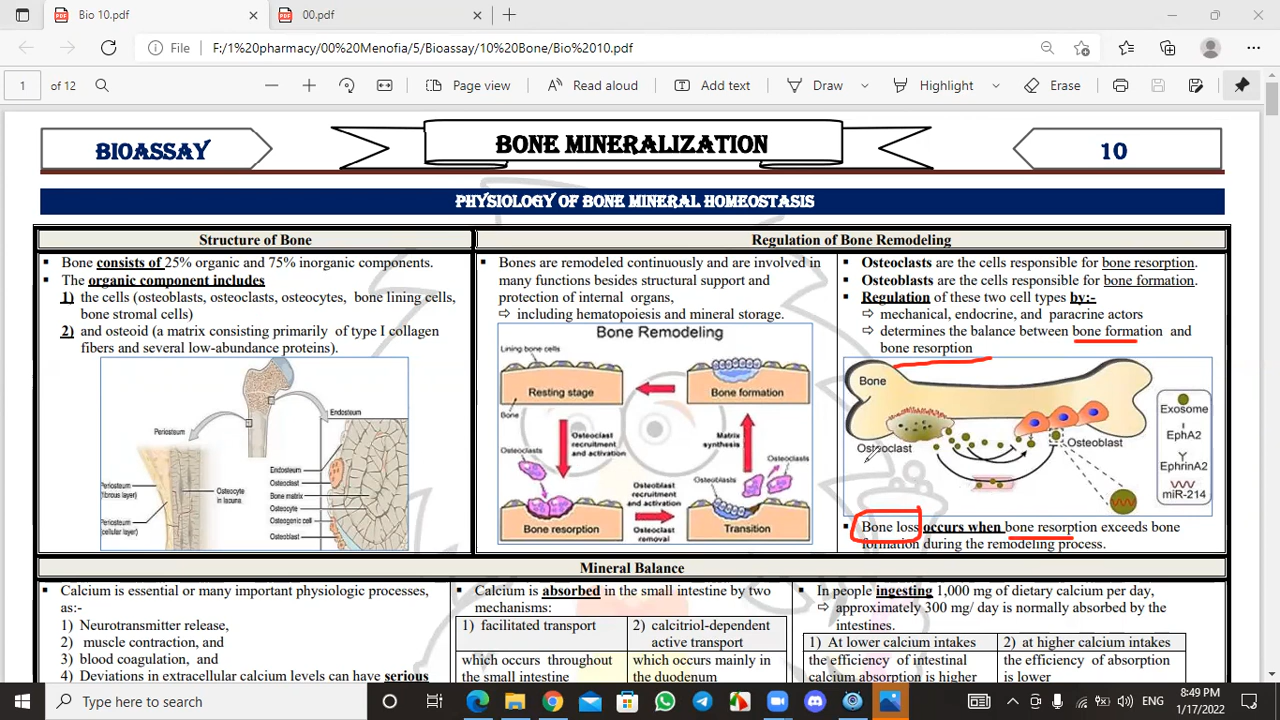 Bio 10.pdf
00.pdf
File
F:/1%20pharmacy/00%20Menofia/5/Bioassay/10%20Bone/Bio%2010.pdf
1 of 12
Page view
Read aloud
Add text
Draw
Highlight
Erase
BIOASSAY
BONE MINERALIZATION
10
PHYSIOLOGY OF BONE MINERAL HOMEOSTASIS
Structure of Bone
▪ Bone consists of 25% organic and 75% inorganic components.
▪ The organic component includes
1) the cells (osteoblasts, osteoclasts, osteocytes, bone lining cells,
bone stromal cells)
2) and osteoid (a matrix consisting primarily of type I collagen
fibers and several low-abundance proteins).
Endosteum
Periosteum
Periosteum
(fibrous layer)
Periosteum
(cellular layer)
Osteocyte
in lacuna
Endosteum
Osteoclast
Bone matrix
Osteocyte
Osteogenic cell
Osteoblast
Regulation of Bone Remodeling
▪ Bones are remodeled continuously and are involved in
many functions besides structural support and
protection of internal organs,
⇨ including hematopoiesis and mineral storage.
Bone Remodeling
Lining bone cells
Resting stage
Bone formation
Bone
Osteoclast
recruitment
and activation
Matrix
synthesis
Osteoclasts
Osteoblasts
Osteoblasts
Osteoblast
recruitment
and activation
Bone resorption
Osteoclast
removal
Transition
▪ Osteoclasts are the cells responsible for bone resorption.
▪ Osteoblasts are the cells responsible for bone formation.
▪ Regulation of these two cell types by:-
⇨ mechanical, endocrine, and paracrine actors
⇨ determines the balance between bone formation and
bone resorption
Bone
Osteoclast
Osteoblast
Exosome
EphA2
EphrinA2
miR-214
▪ Bone loss occurs when bone resorption exceeds bone
formation during the remodeling process.
Mineral Balance
▪ Calcium is essential or many important physiologic processes,
as:-
1) Neurotransmitter release,
2) muscle contraction, and
3) blood coagulation, and
4) Deviations in extracellular calcium levels can have serious
▪ Calcium is absorbed in the small intestine by two
mechanisms:
1) facilitated transport
2) calcitriol-dependent
active transport
which occurs throughout
the small intestine
which occurs mainly in
the duodenum
▪ In people ingesting 1,000 mg of dietary calcium per day,
⇨ approximately 300 mg/ day is normally absorbed by the
intestines.
1) At lower calcium intakes
2) at higher calcium intakes
the efficiency of intestinal
calcium absorption is higher
the efficiency of absorption
is lower
Type here to search
ENG
8:49 PM
1/17/2022